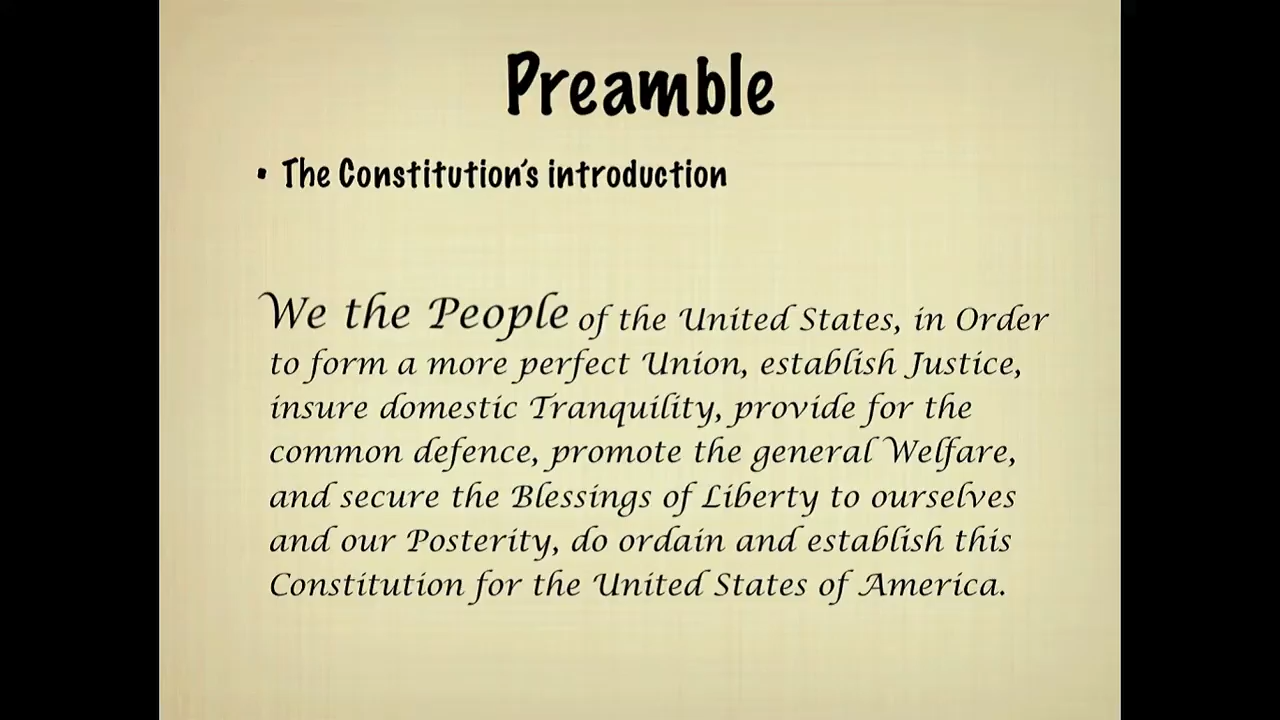 Preamble
• The Constitution's introduction
We the People of the United States, in Order
to form a more perfect Union, establish Justice,
insure domestic Tranquility, provide for the
common defence, promote the general Welfare,
and secure the Blessings of Liberty to ourselves
and our Posterity, do ordain and establish this
Constitution for the United States of America.